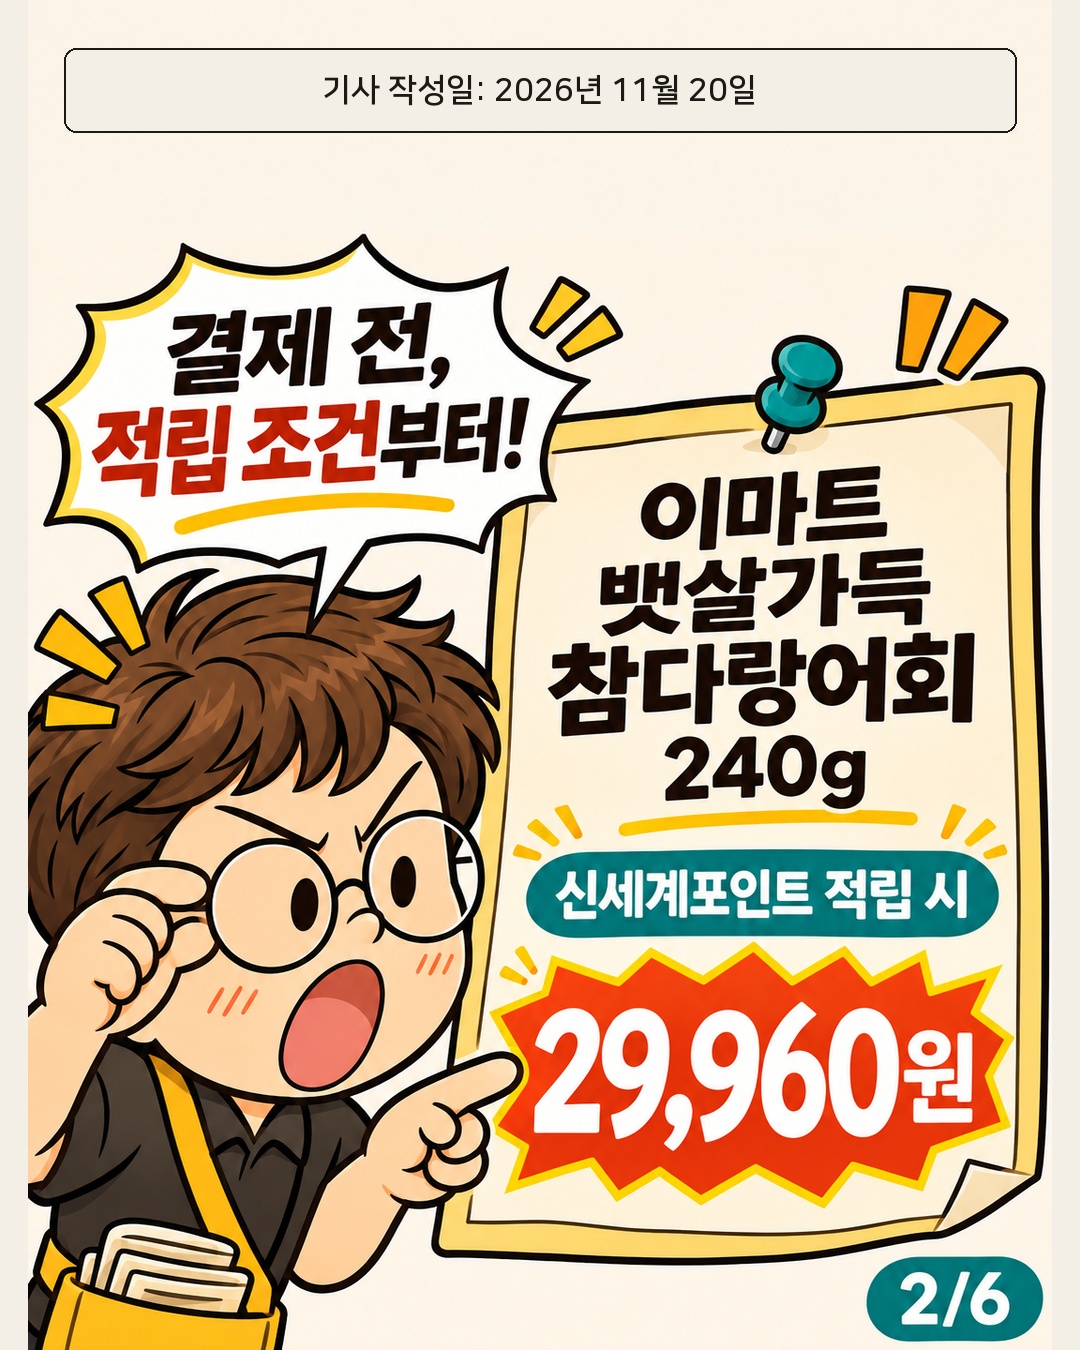 기사 작성일: 2026년 11월 20일
결제 전,
적립 조건부터!
이마트
뱃살가득
참다랑어회
240g
신세계포인트 적립 시
29,960원
2/6